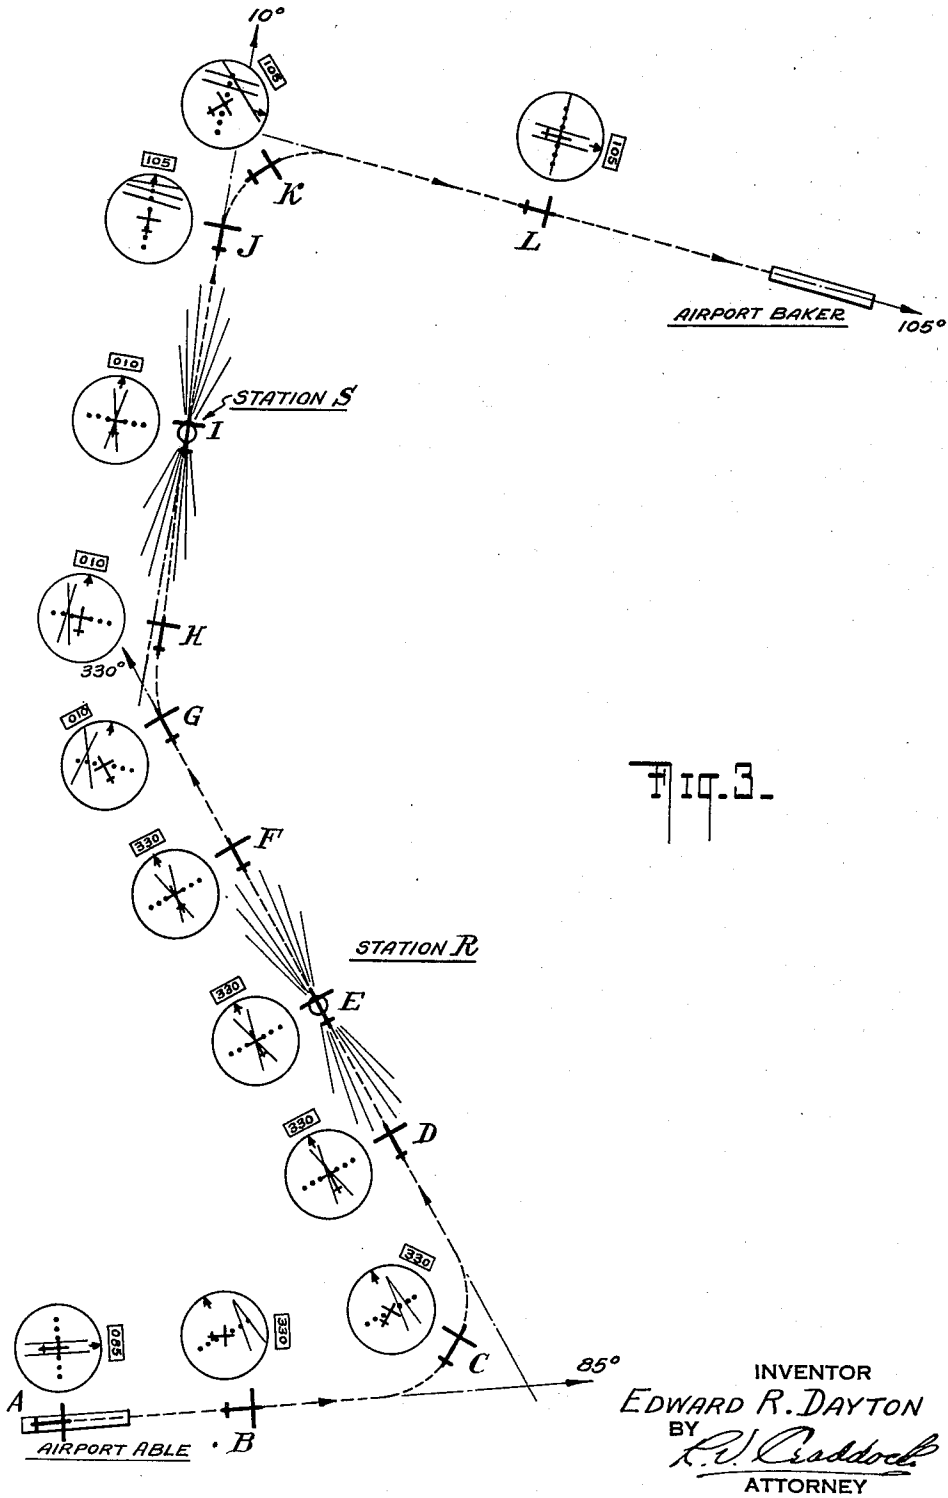 10°
105
105
105
K
J
L
AIRPORT BAKER
105°
010
STATION S
I
010
H
330°
010
G
Fig.3.
330
F
STATION R
330
E
330
D
330
085
330
C
85°
A
B
AIRPORT ABLE
INVENTOR
EDWARD R. DAYTON
BY
R.V. Craddock
ATTORNEY